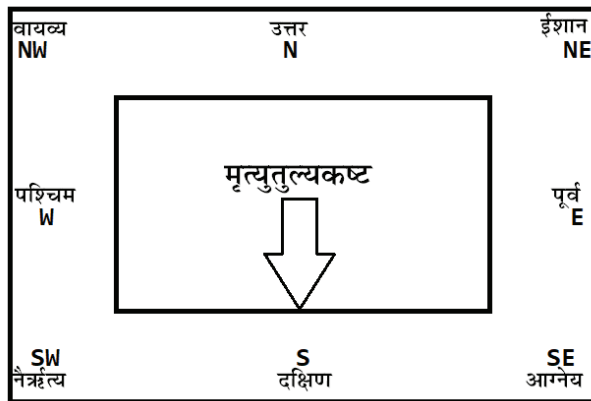 वायव्य उत्तर ईशान
NW N NE
मृत्युतुल्यकष्ट
पश्चिम पूर्व
W E
SW S SE
नैर्ऋत्य दक्षिण आग्नेय